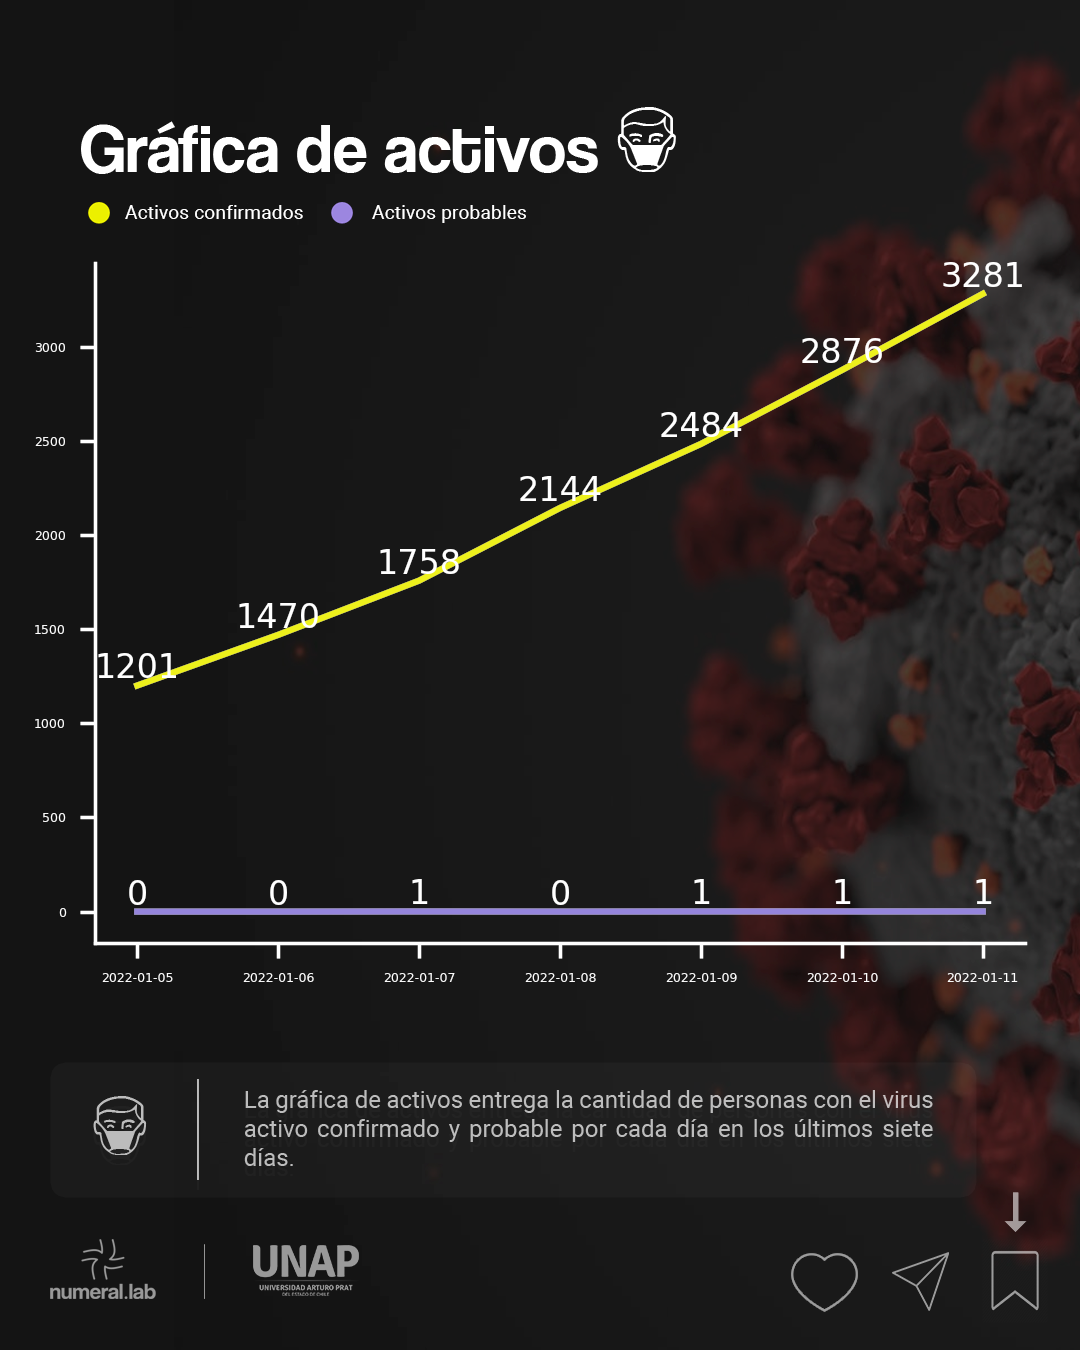 Gráfica de activos
Activos confirmados Activos probables
3281
3000
2876
2500
2484
2144
2000
1758
1500
1470
1201
1000
500
0 0 1 0 1 1 1
0
2022-01-05 2022-01-06 2022-01-07 2022-01-08 2022-01-09 2022-01-10 2022-01-11
La gráfica de activos entrega la cantidad de personas con el virus
activo confirmado y probable por cada día en los últimos siete
días.
numeral.lab
UNAP
UNIVERSIDAD ARTURO PRAT
DEL ESTADO DE CHILE